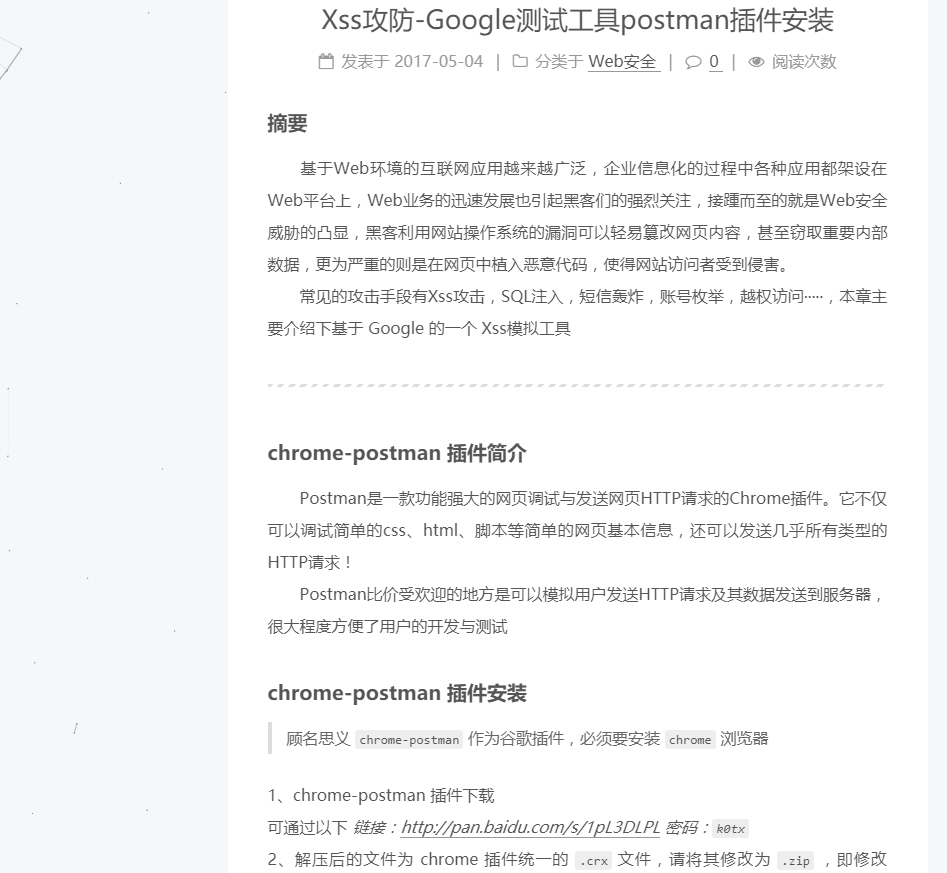 Xss攻防-Google测试工具postman插件安装
发表于 2017-05-04 | 分类于 Web安全 | 0 | 阅读次数
摘要
基于Web环境的互联网应用越来越广泛，企业信息化的过程中各种应用都架设在
Web平台上，Web业务的迅速发展也引起黑客们的强烈关注，接踵而至的就是Web安全
威胁的凸显，黑客利用网站操作系统的漏洞可以轻易篡改网页内容，甚至窃取重要内部
数据，更为严重的则是在网页中植入恶意代码，使得网站访问者受到侵害。
常见的攻击手段有Xss攻击，SQL注入，短信轰炸，账号枚举，越权访问·····，本章主
要介绍下基于 Google 的一个 Xss模拟工具
chrome-postman 插件简介
Postman是一款功能强大的网页调试与发送网页HTTP请求的Chrome插件。它不仅
可以调试简单的css、html、脚本等简单的网页基本信息，还可以发送几乎所有类型的
HTTP请求！
Postman比价受欢迎的地方是可以模拟用户发送HTTP请求及其数据发送到服务器，
很大程度方便了用户的开发与测试
chrome-postman 插件安装
顾名思义 chrome-postman 作为谷歌插件，必须要安装 chrome 浏览器
1、chrome-postman 插件下载
可通过以下 链接：http://pan.baidu.com/s/1pL3DLPL 密码：k0tx
2、解压后的文件为 chrome 插件统一的 .crx 文件，请将其修改为 .zip ，即修改